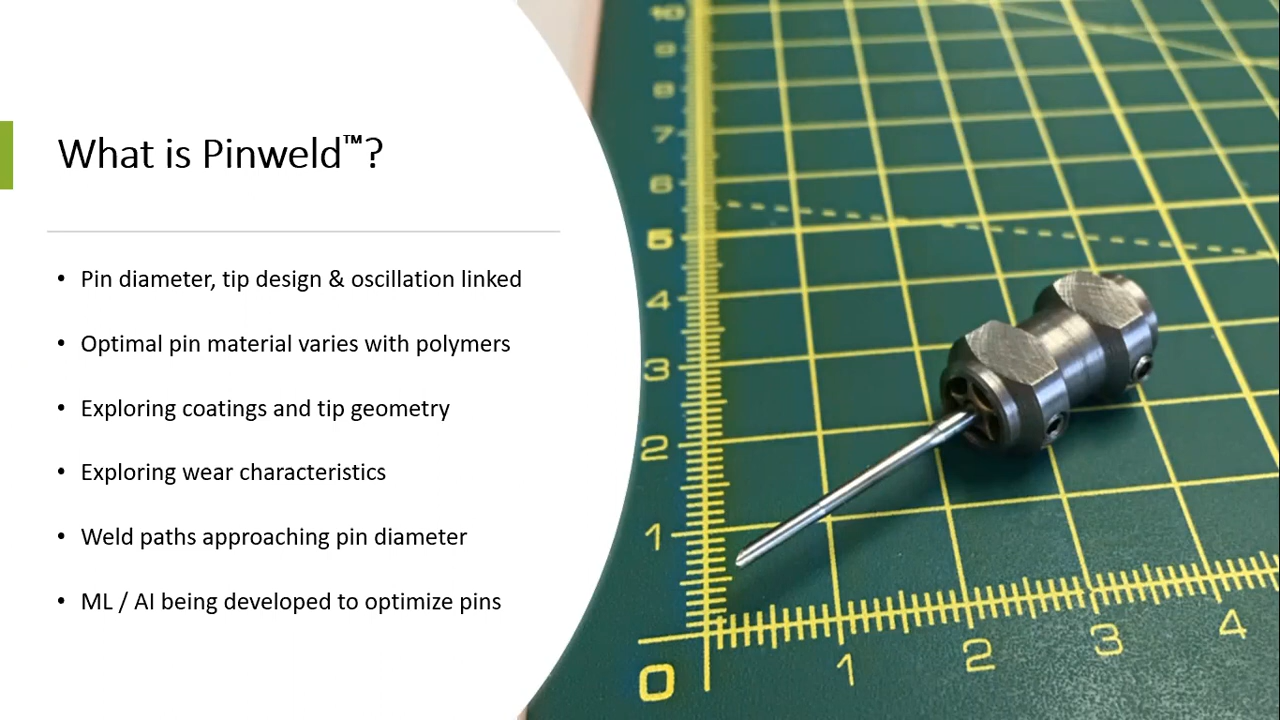 What is Pinweld™?
• Pin diameter, tip design & oscillation linked
• Optimal pin material varies with polymers
• Exploring coatings and tip geometry
• Exploring wear characteristics
• Weld paths approaching pin diameter
• ML / AI being developed to optimize pins
10
9
8
7
6
5
4
3
2
1
0
1
2
3
4